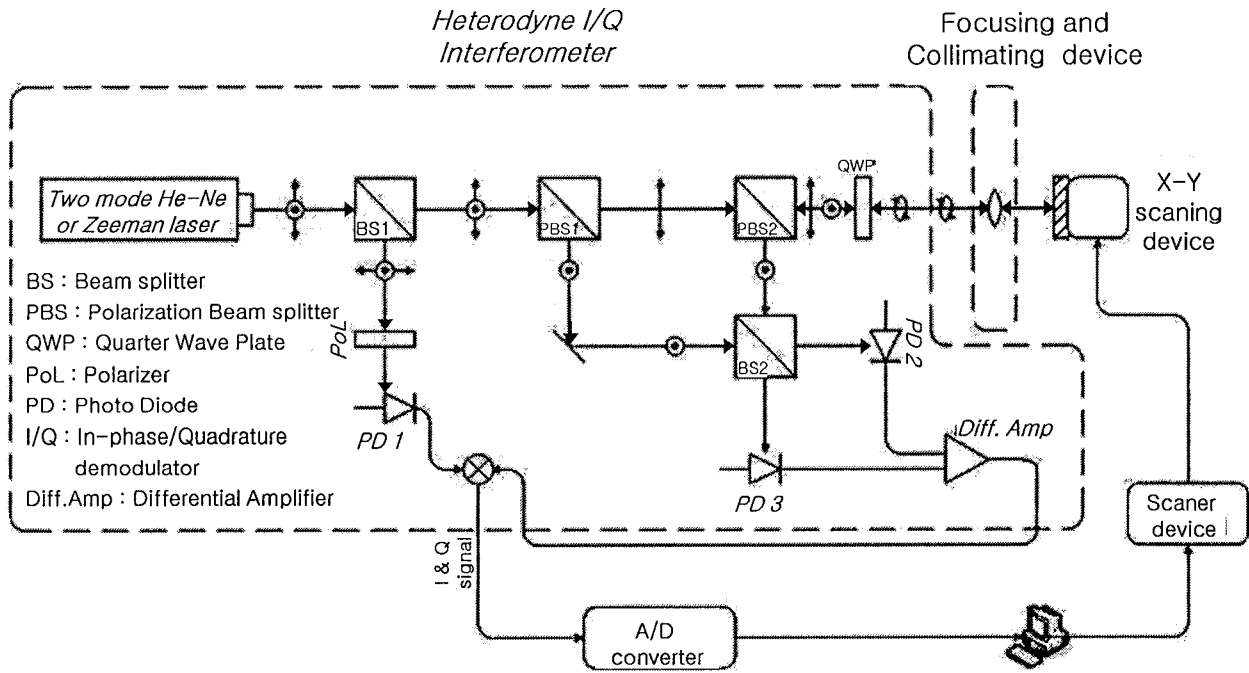 Heterodyne I/Q
Interferometer
Focusing and
Collimating device
Two mode He-Ne
or Zeeman laser
BS1
PBS1
PBS2
QWP
X-Y
scaning
device
BS : Beam splitter
PBS : Polarization Beam splitter
QWP : Quarter Wave Plate
PoL : Polarizer
PD : Photo Diode
I/Q : In-phase/Quadrature
demodulator
Diff.Amp : Differential Amplifier
PoL
PD 1
BS2
PD 2
PD 3
Diff. Amp
I & Q
signal
Scaner
device
A/D
converter